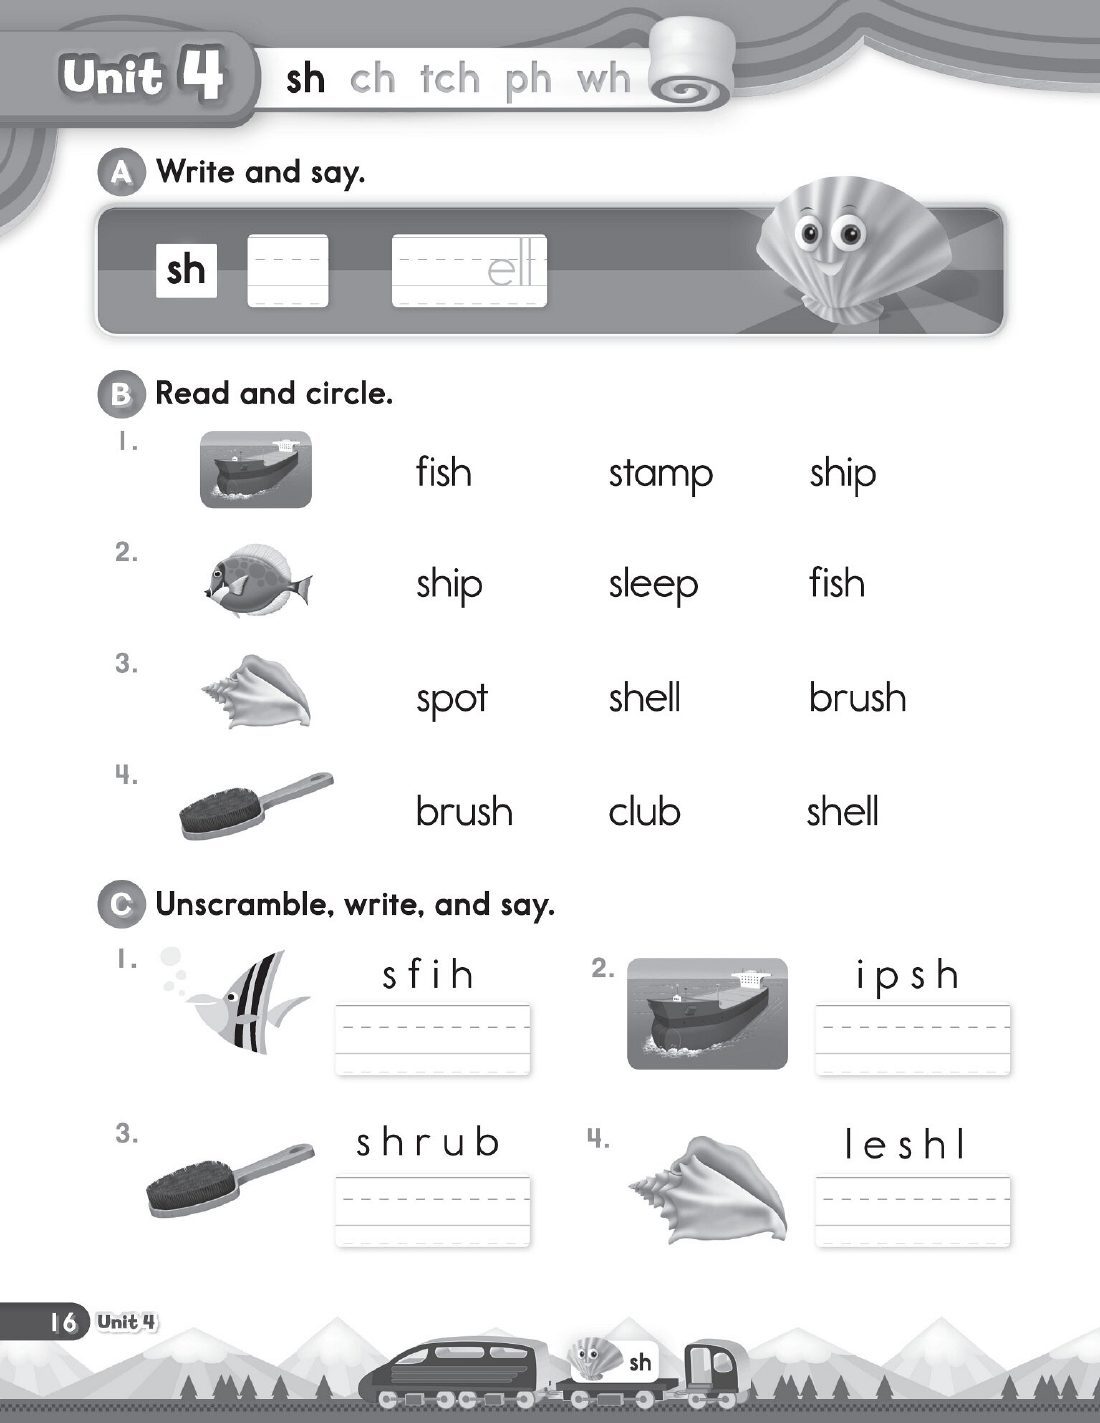 Unit 4 sh ch tch ph wh
A Write and say.
sh ell
B Read and circle.
1. fish stamp ship
2. ship sleep fish
3. spot shell brush
4. brush club shell
C Unscramble, write, and say.
1. s f i h 2. i p s h
3. s h r u b 4. l e s h l
16 Unit 4
sh